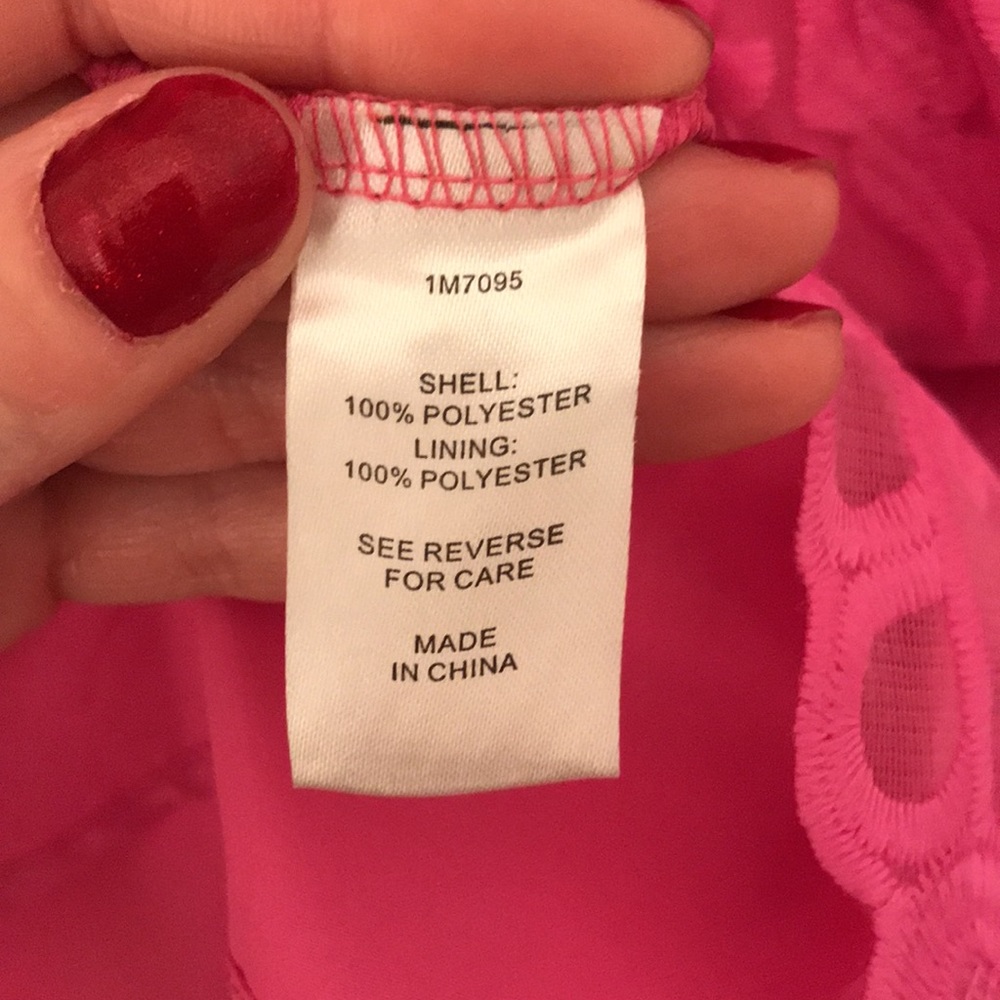 1M7095
SHELL:
100% POLYESTER
LINING:
100% POLYESTER
SEE REVERSE
FOR CARE
MADE
IN CHINA